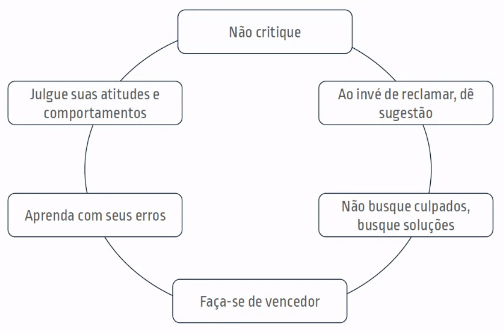 Não critique
Julgue suas atitudes e
comportamentos
Ao invé de reclamar, dê
sugestão
Aprenda com seus erros
Não busque culpados,
busque soluções
Faça-se de vencedor